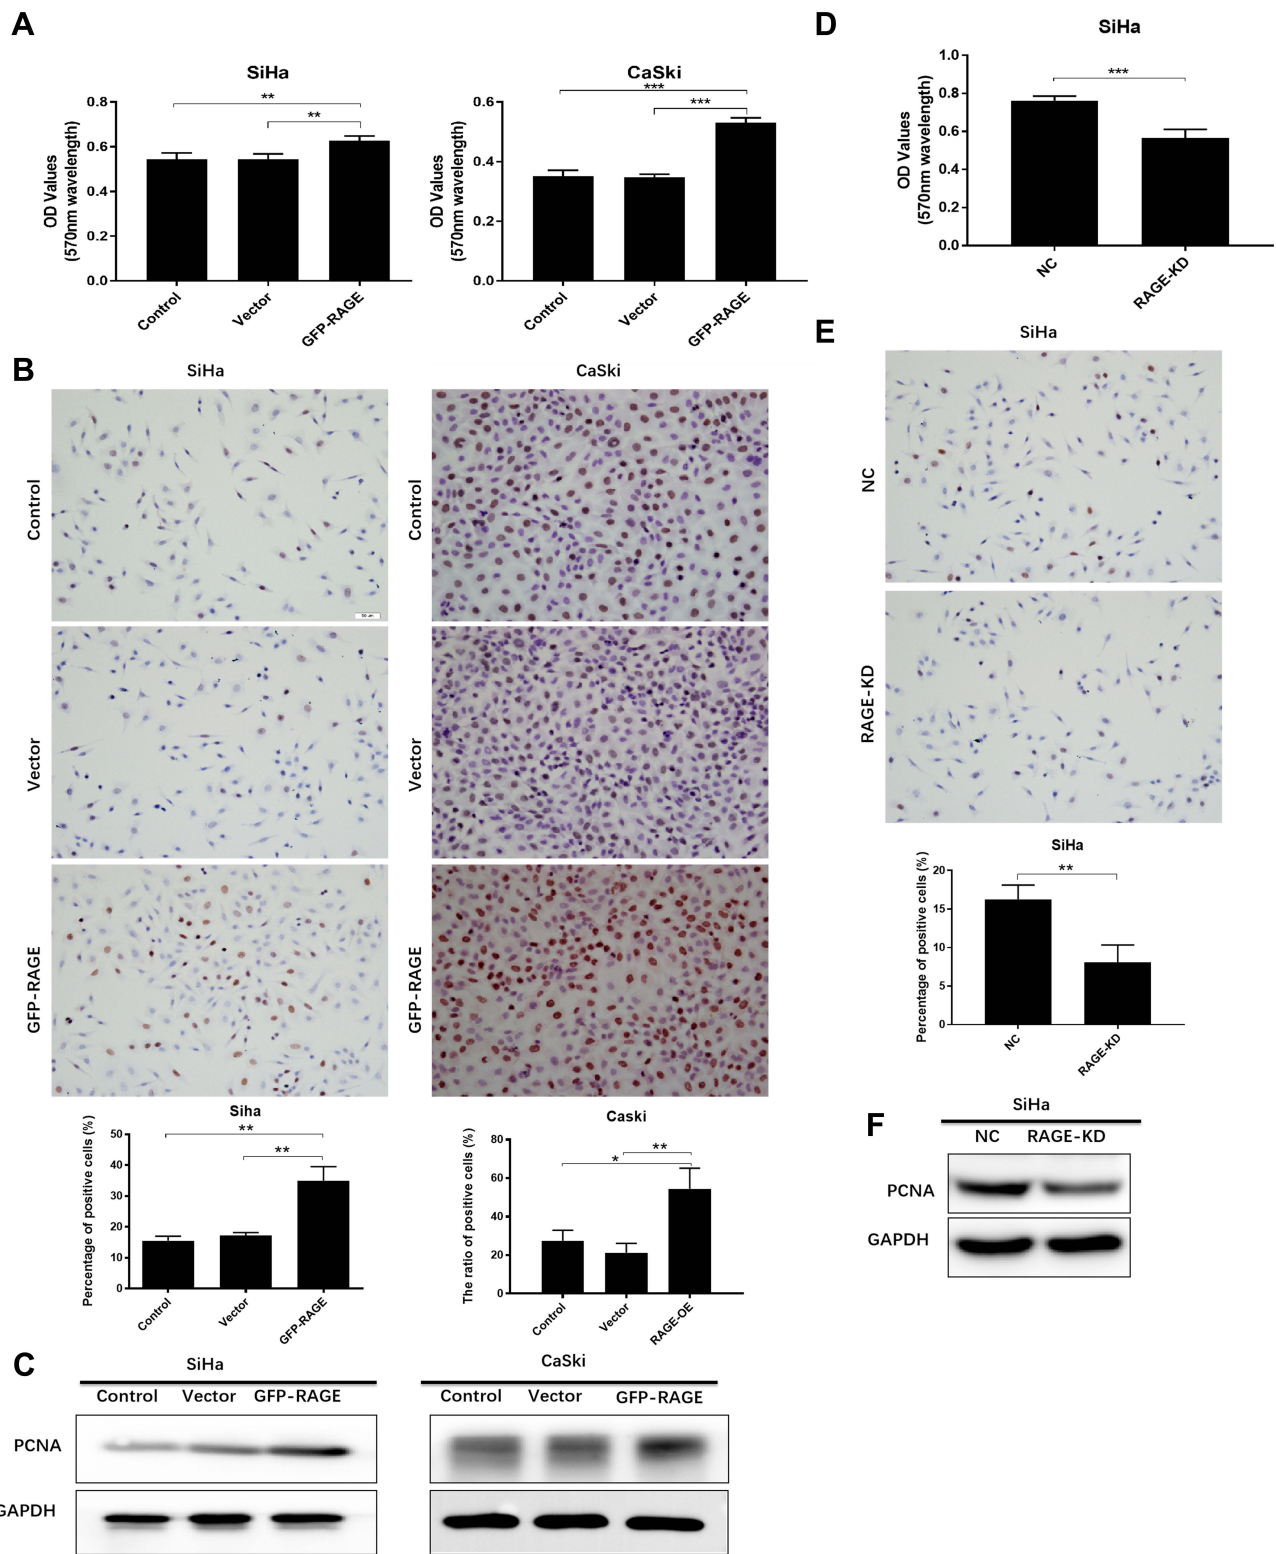 A
SiHa
OD Values
(570nm wavelength)
0.8
0.6
0.4
0.2
0.0
**
**
Control
Vector
GFP-RAGE
CaSki
OD Values
(570nm wavelength)
0.6
0.4
0.2
0.0
***
***
Control
Vector
GFP-RAGE
B
SiHa
CaSki
Control
Control
50 μm
Vector
Vector
GFP-RAGE
GFP-RAGE
Siha
Percentage of positive cells (%)
50
40
30
20
10
0
**
**
Control
Vector
GFP-RAGE
Caski
The ratio of positive cells (%)
80
60
40
20
0
**
*
Control
Vector
RAGE-OE
C
SiHa
Control Vector GFP-RAGE
CaSki
Control Vector GFP-RAGE
PCNA
GAPDH
D
SiHa
OD Values
(570nm wavelength)
1.0
0.8
0.6
0.4
0.2
0.0
***
NC
RAGE-KD
E
SiHa
NC
RAGE-KD
SiHa
Percentage of positive cells (%)
20
15
10
5
0
**
NC
RAGE-KD
F
SiHa
NC RAGE-KD
PCNA
GAPDH